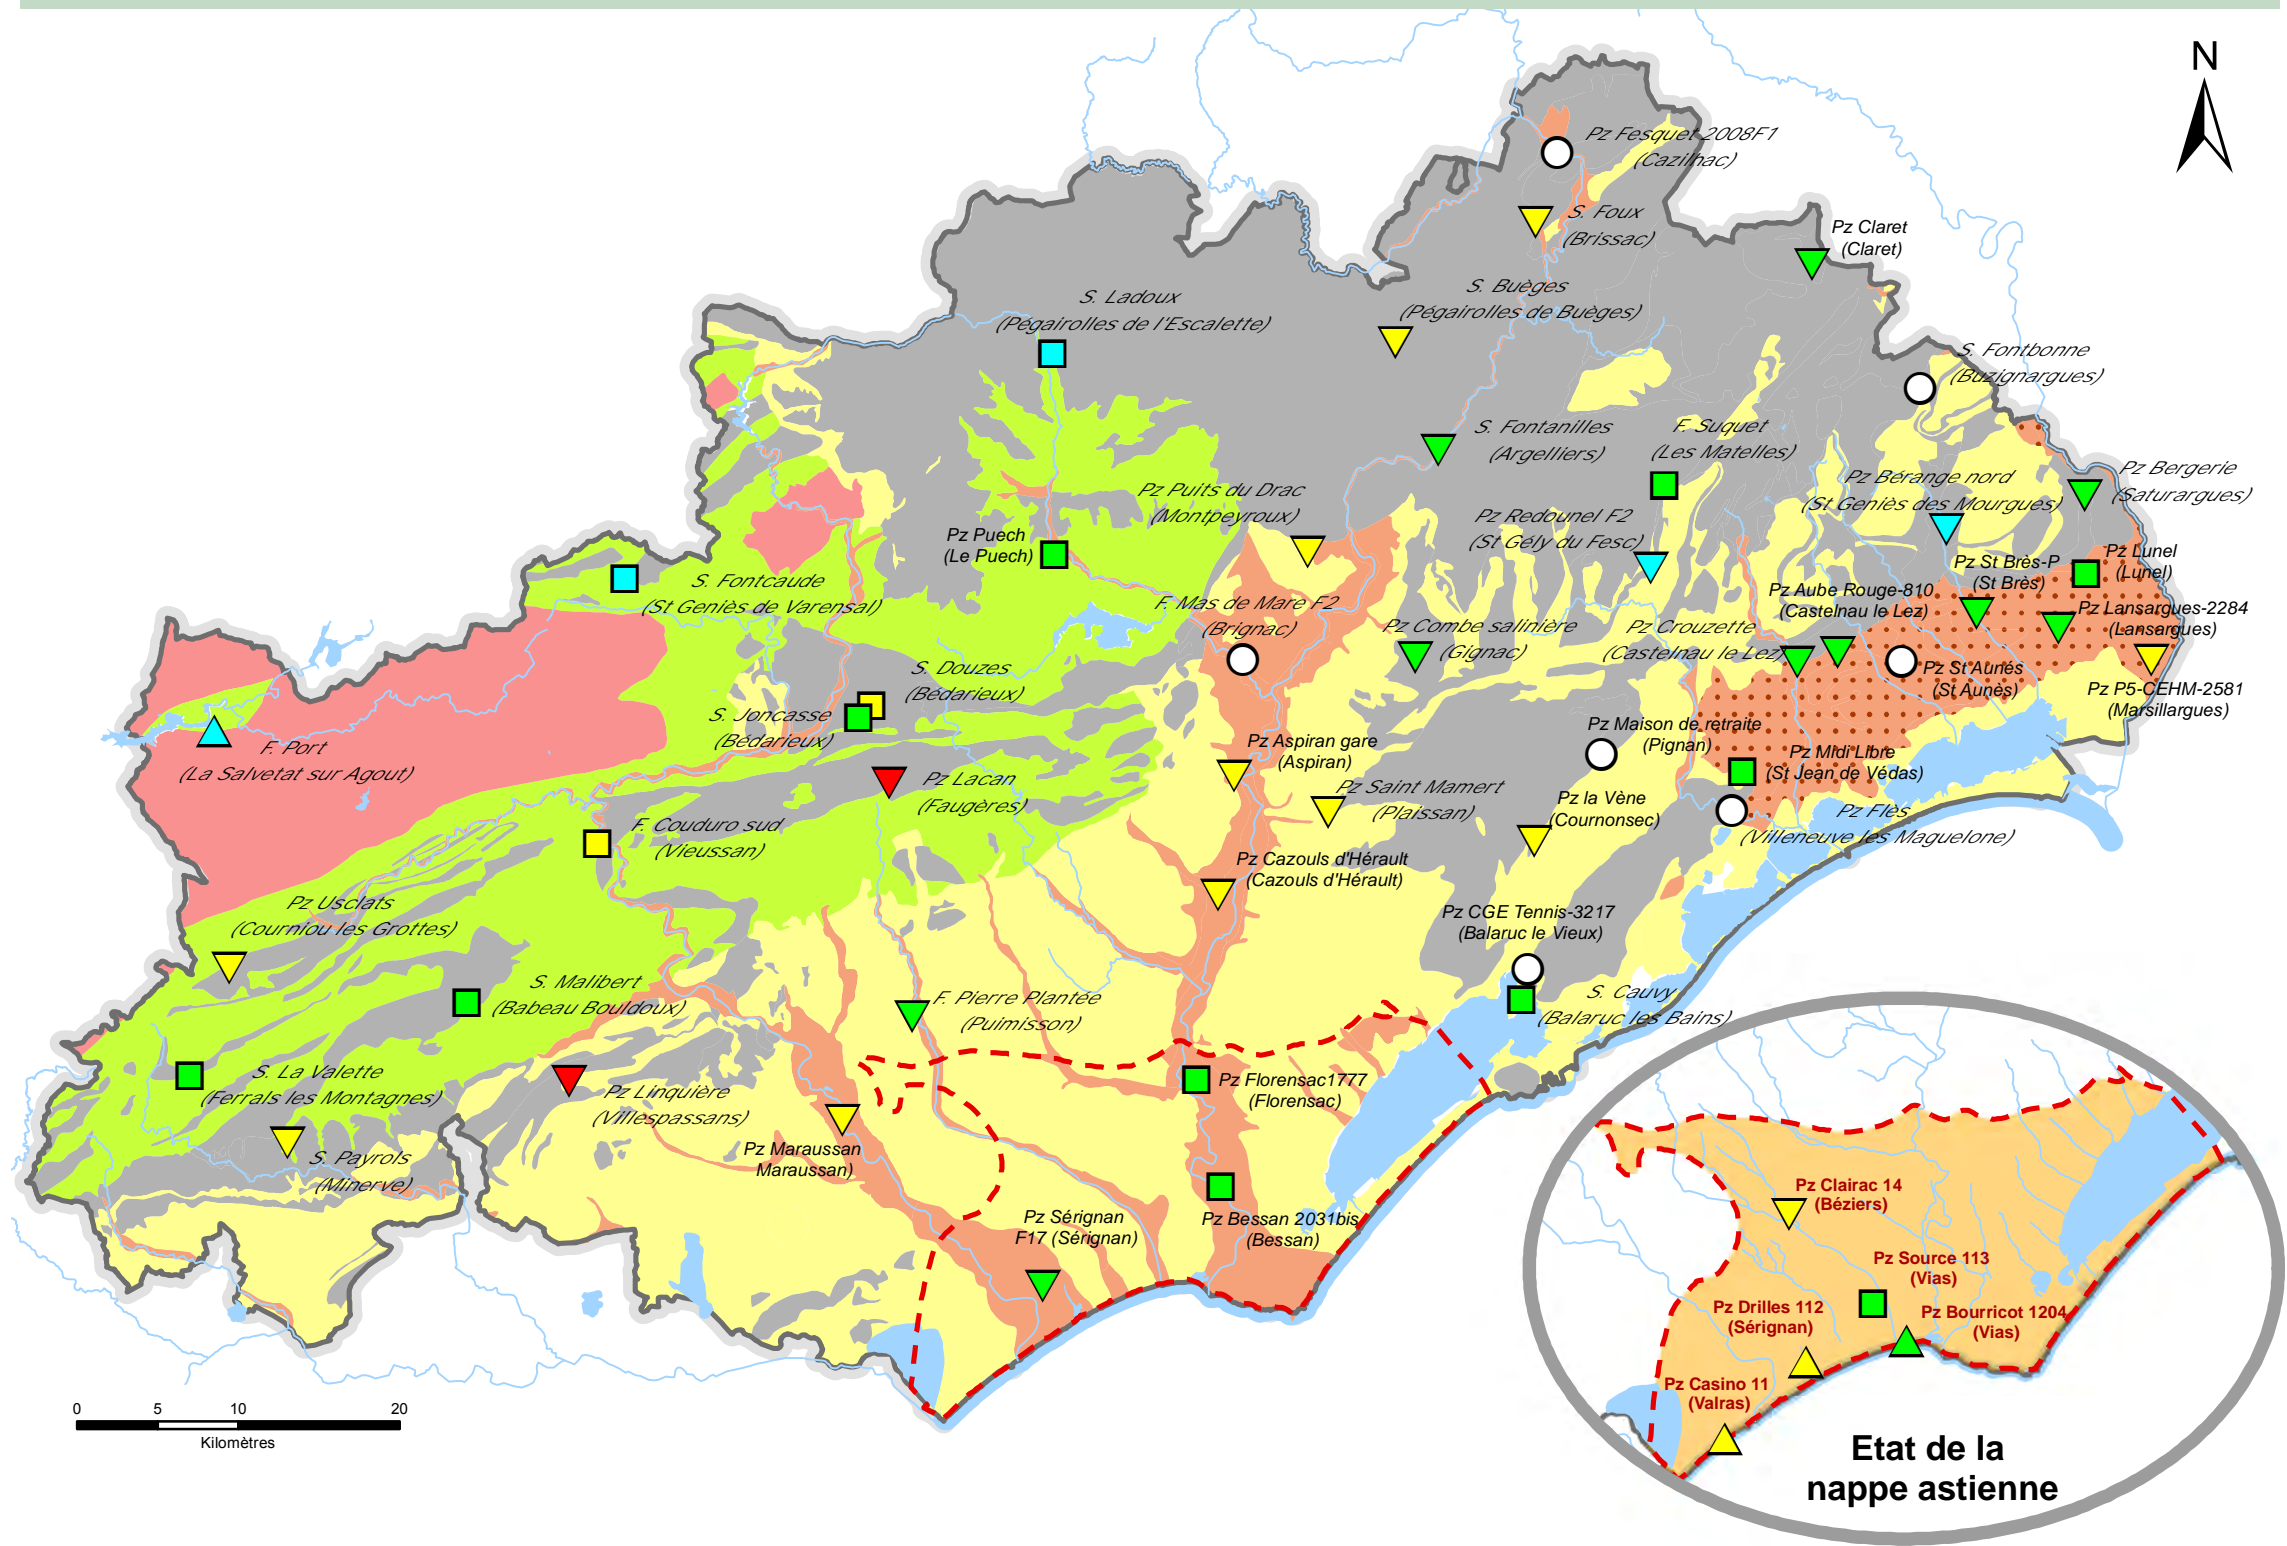 N
Pz Fesquet 2008F1
(Cazilhac)
S. Foux
(Brissac)
Pz Claret
(Claret)
S. Buèges
(Pégairolles de Buèges)
S. Ladoux
(Pégairolles de l'Escalette)
S. Fontbonne
(Buzignargues)
S. Fontanilles
(Argelliers)
F. Suquet
(Les Matelles)
Pz Bérange nord
(St Geniès des Mourgues)
Pz Bergerie
(Saturargues)
Pz Puits du Drac
(Montpeyroux)
Pz Redounel F2
(St Gély du Fesc)
Pz Puech
(Le Puech)
Pz St Brès-P
(St Brès)
Pz Lunel
(Lunel)
S. Fontcaude
(St Geniès de Varensal)
Pz Aube Rouge-810
(Castelnau le Lez)
F. Mas de Mare F2
(Brignac)
Pz Lansargues-2284
(Lansargues)
Pz Combe salinière
(Gignac)
Pz Crouzette
(Castelnau le Lez)
S. Douzes
(Bédarieux)
Pz St Aunés
(St Aunès)
Pz P5-CEHM-2581
(Marsillargues)
S. Joncasse
(Bédarieux)
Pz Maison de retraite
(Pignan)
F. Port
(La Salvetat sur Agout)
Pz Aspiran gare
(Aspiran)
Pz Midi Libre
(St Jean de Védas)
Pz Lacan
(Faugères)
Pz Saint Mamert
(Plaissan)
Pz la Vène
(Cournonsec)
Pz Flès
(Villeneuve les Maguelone)
F. Couduro sud
(Vieussan)
Pz Cazouls d'Hérault
(Cazouls d'Hérault)
Pz Usclats
(Courniou les Grottes)
Pz CGE Tennis-3217
(Balaruc le Vieux)
S. Malibert
(Babeau Bouldoux)
F. Pierre Plantée
(Puimisson)
S. Cauvy
(Balaruc les Bains)
S. La Valette
(Ferrals les Montagnes)
Pz Linquière
(Villespassans)
Pz Florensac1777
(Florensac)
S. Payrols
(Minerve)
Pz Maraussan
Maraussan)
Pz Sérignan
F17 (Sérignan)
Pz Bessan 2031bis
(Bessan)
Pz Clairac 14
(Béziers)
Pz Source 113
(Vias)
Pz Drilles 112
(Sérignan)
Pz Bourricot 1204
(Vias)
Pz Casino 11
(Valras)
Etat de la
nappe astienne
0 5 10 20
Kilomètres